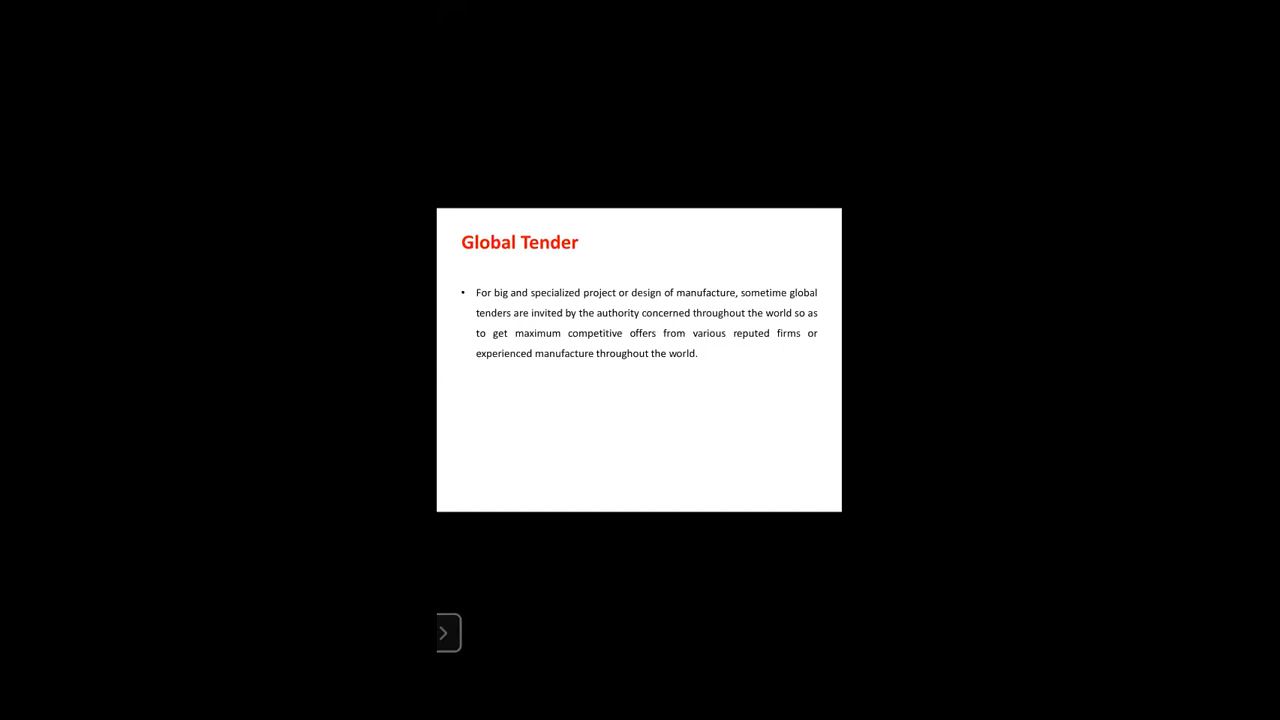 Global Tender
• For big and specialized project or design of manufacture, sometime global
tenders are invited by the authority concerned throughout the world so as
to get maximum competitive offers from various reputed firms or
experienced manufacture throughout the world.